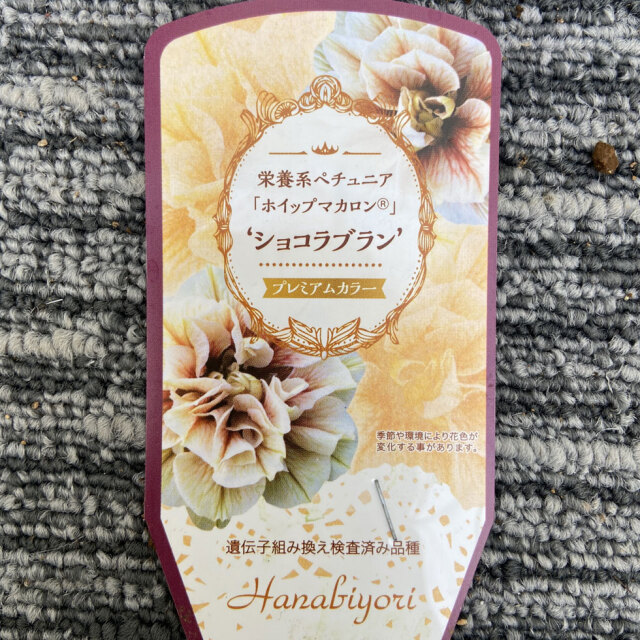 栄養系ペチュニア
「ホイップマカロン®」
‘ショコラブラン’
プレミアムカラー
季節や環境により花色が
変化する事があります。
遺伝子組み換え検査済み品種
Hanabiyori